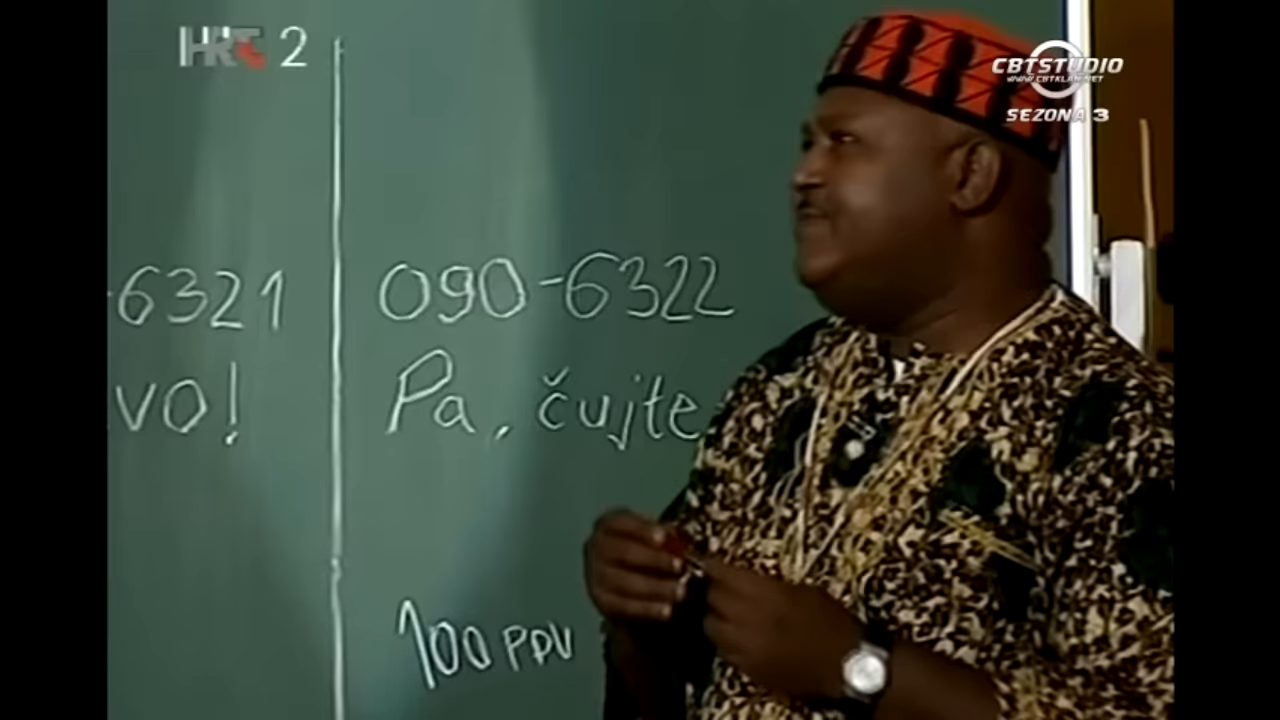 HRT 2
CBTSTUDIO
WWW.CBTKLAN.NET
SEZONA 3
-6321
vo!
090-6322
Pa, čujte
100 PDV